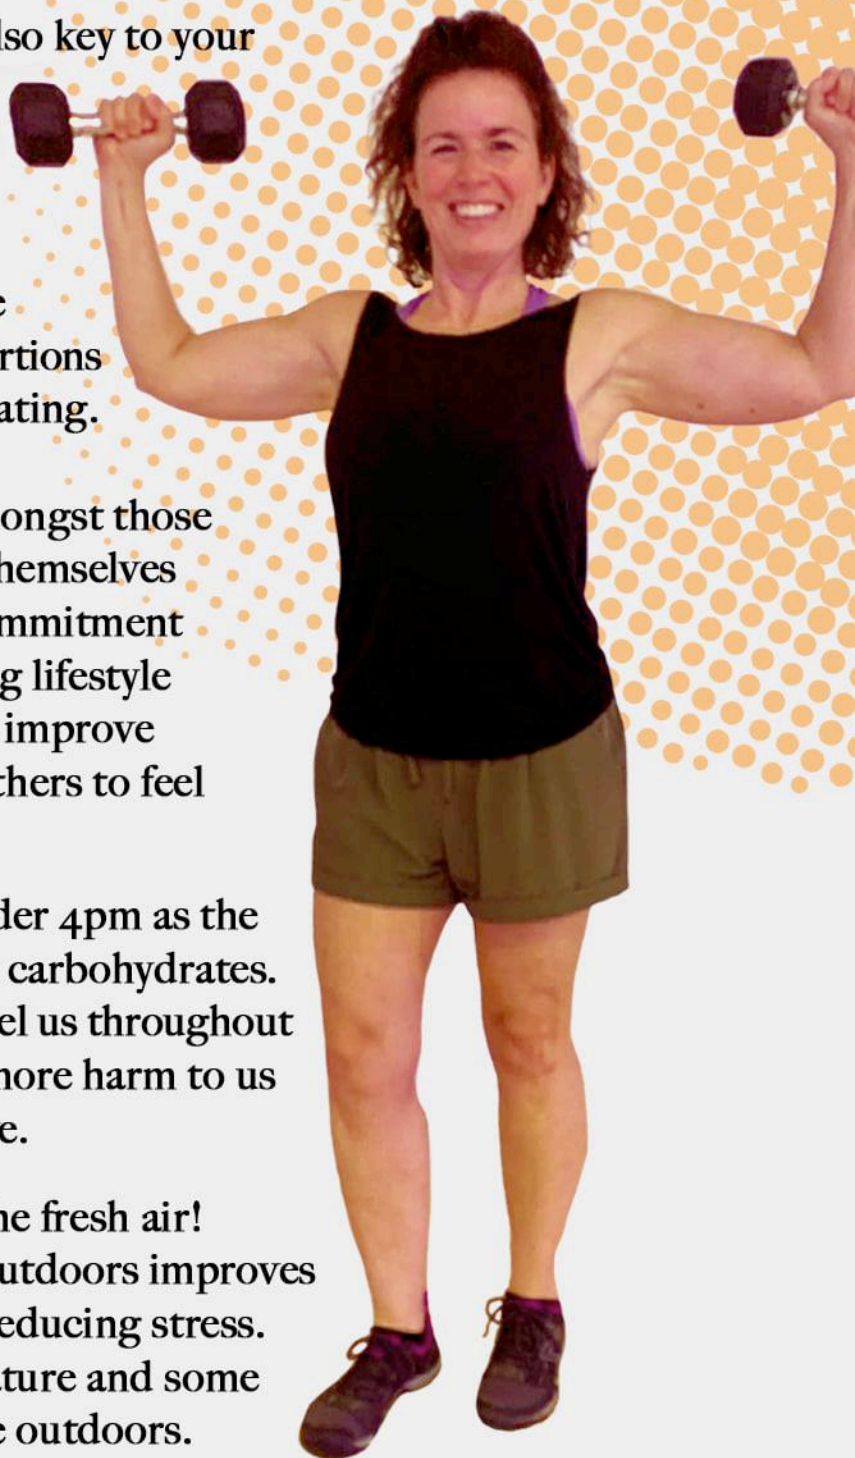 lso key to your
e
rtions
ating.
ongst those
hemselves
mmitment
g lifestyle
improve
thers to feel
der 4pm as the
carbohydrates.
el us throughout
more harm to us
e.
he fresh air!
utdoors improves
educing stress.
ture and some
e outdoors.